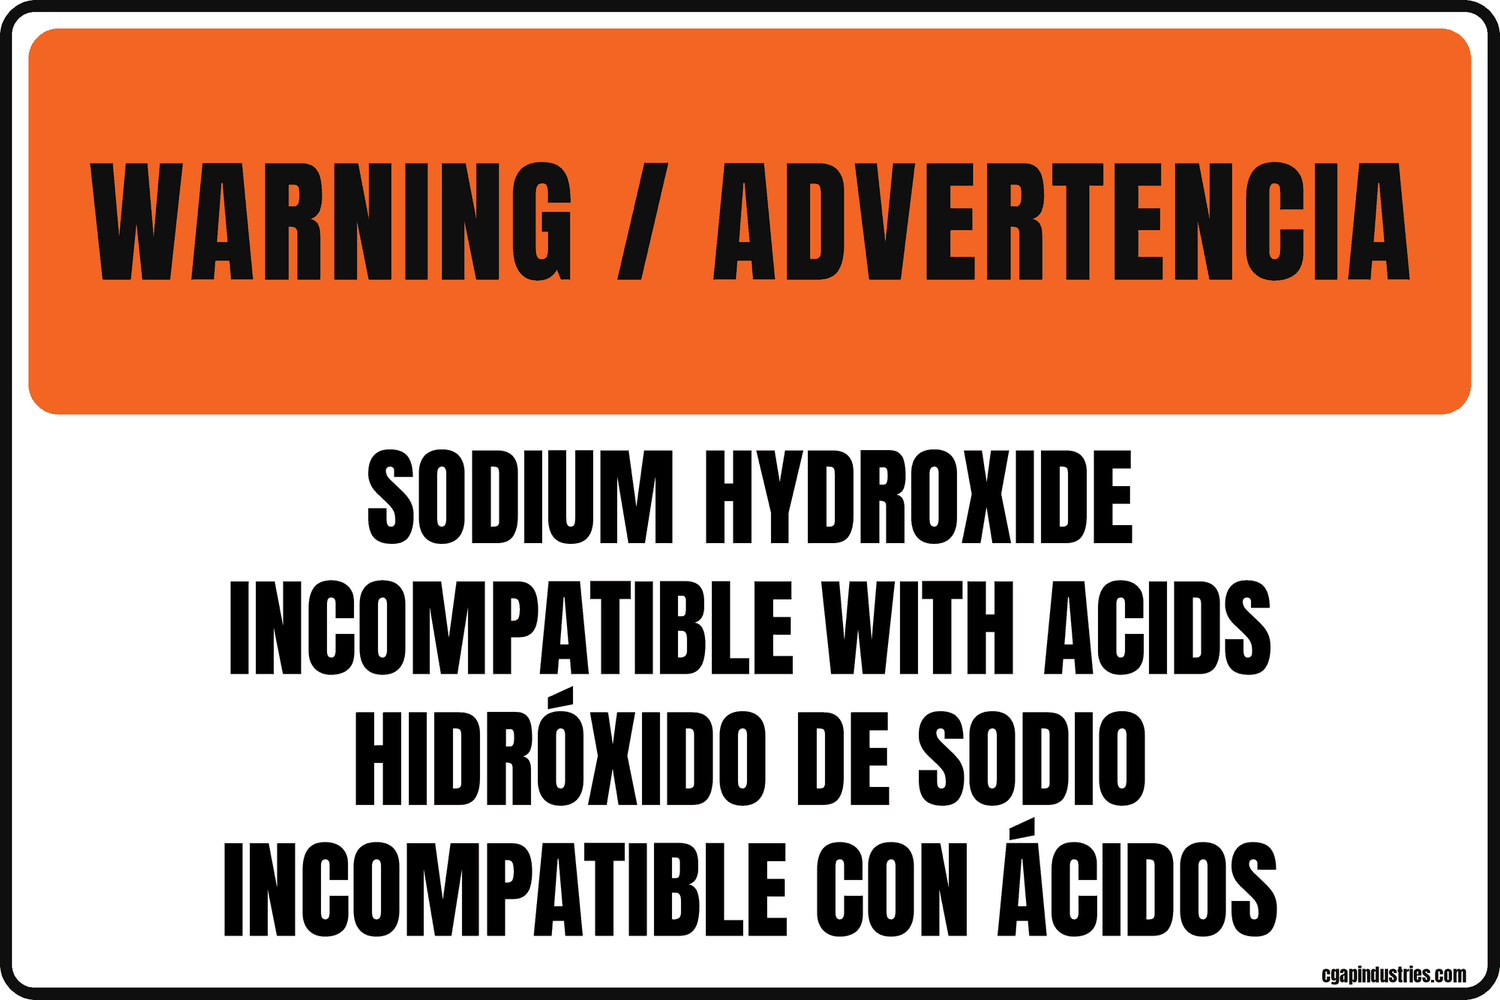 WARNING / ADVERTENCIA
SODIUM HYDROXIDE
INCOMPATIBLE WITH ACIDS
HIDRÓXIDO DE SODIO
INCOMPATIBLE CON ÁCIDOS
cgapindustries.com